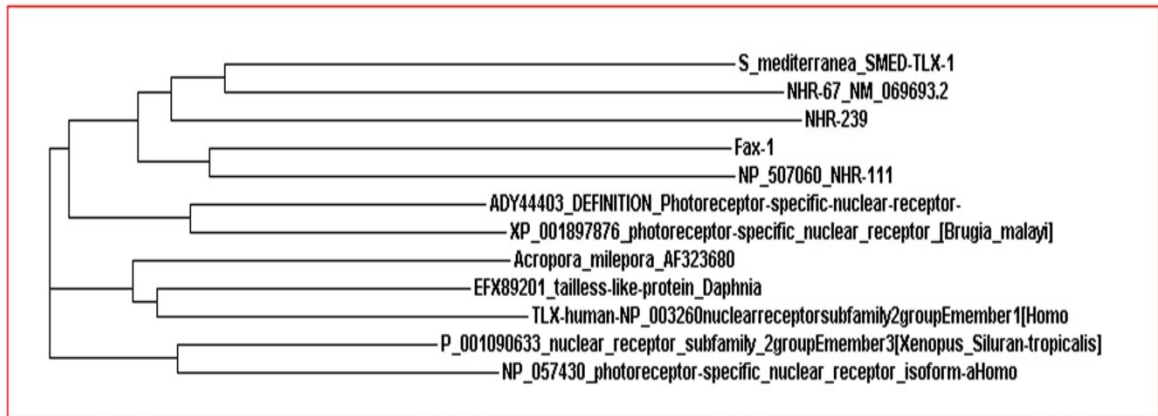 S_mediterranea_SMED-TLX-1
NHR-67_NM_069693.2
NHR-239
Fax-1
NP_507060_NHR-111
ADY44403_DEFINITION_Photoreceptor-specific-nuclear-receptor-
XP_001897876_photoreceptor-specific_nuclear_receptor_[Brugia_malayi]
Acropora_milepora_AF323680
EFX89201_tailless-like-protein_Daphnia
TLX-human-NP_003260nuclearreceptorsubfamily2groupEmember1[Homo
P_001090633_nuclear_receptor_subfamily_2groupEmember3[Xenopus_Siluran-tropicalis]
NP_057430_photoreceptor-specific_nuclear_receptor_isoform-aHomo